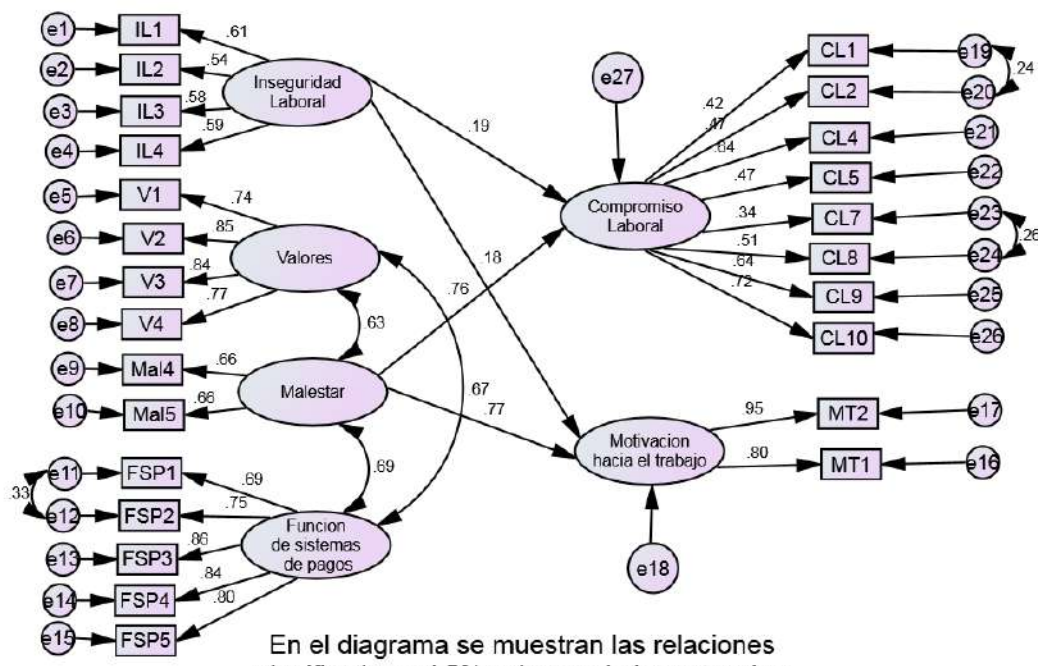 e1
IL1
.61
e2
IL2
.54
e3
IL3
.58
e4
IL4
.59
Inseguridad
Laboral
e5
V1
.74
e6
V2
.85
e7
V3
.84
e8
V4
.77
Valores
.63
e9
Mal4
.66
e10
Mal5
.66
Malestar
.69
.67
.33
e11
FSP1
.69
e12
FSP2
.75
e13
FSP3
.86
e14
FSP4
.84
e15
FSP5
.80
Funcion
de sistemas
de pagos
.19
.18
.76
.77
e27
Compromiso
Laboral
.42
CL1
e19
.24
.47
CL2
e20
.64
CL4
e21
.47
CL5
e22
.34
CL7
e23
.26
.51
CL8
e24
.64
CL9
e25
.72
CL10
e26
Motivacion
hacia el trabajo
.95
MT2
e17
.80
MT1
e16
e18
En el diagrama se muestran las relaciones